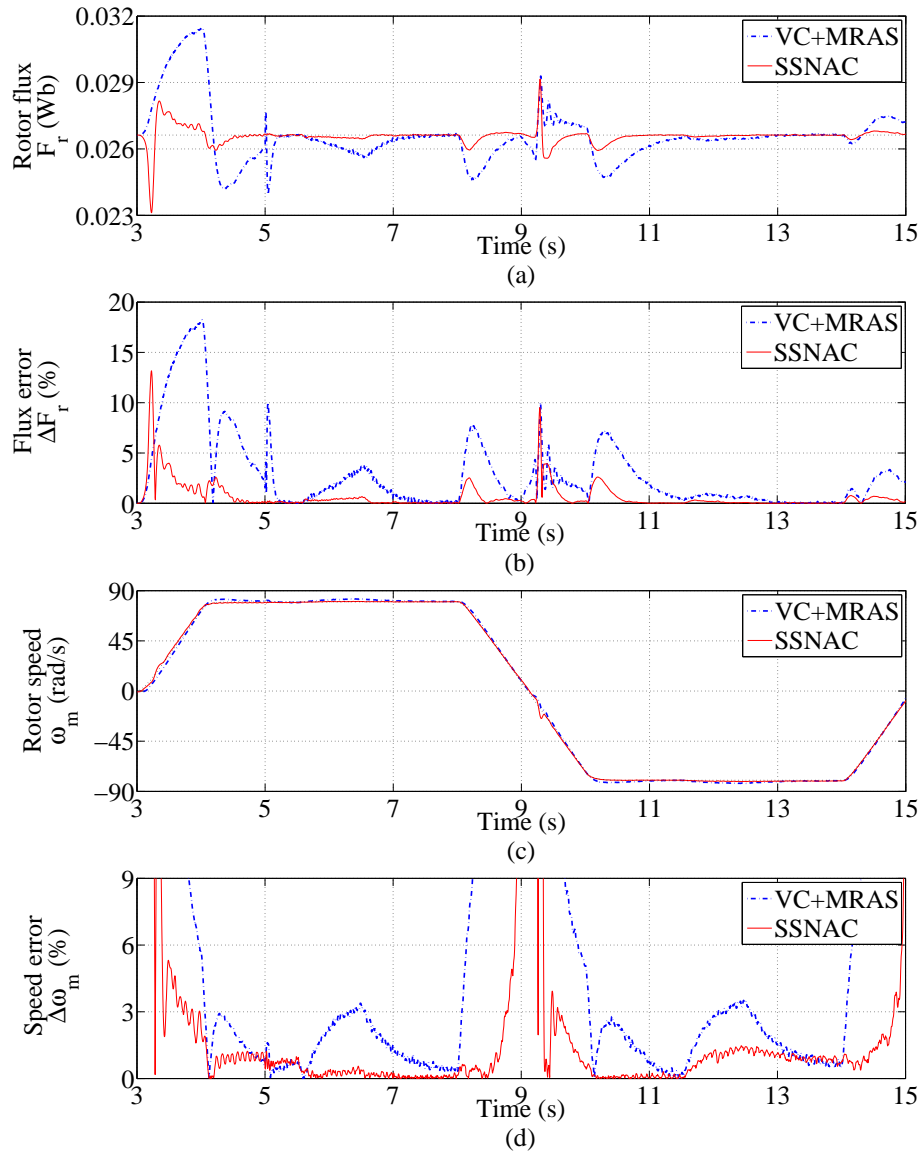 0.032
0.029
0.026
0.023
Rotor flux
F_r (Wb)
VC+MRAS
SSNAC
3 5 7 9 11 13 15
Time (s)
(a)
20
15
10
5
0
Flux error
ΔF_r (%)
VC+MRAS
SSNAC
3 5 7 9 11 13 15
Time (s)
(b)
90
45
0
−45
−90
Rotor speed
ω_m (rad/s)
VC+MRAS
SSNAC
3 5 7 9 11 13 15
Time (s)
(c)
9
6
3
0
Speed error
Δω_m (%)
VC+MRAS
SSNAC
3 5 7 9 11 13 15
Time (s)
(d)